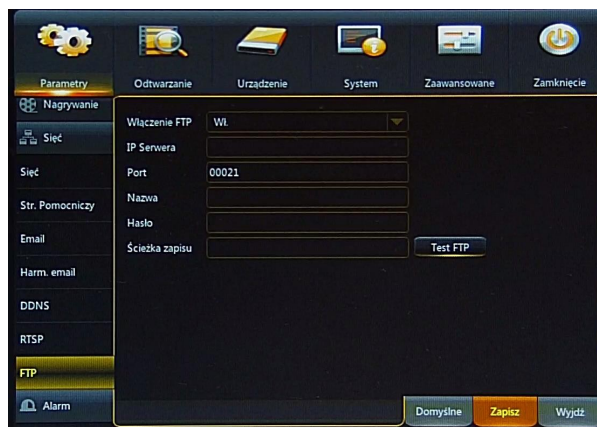 Parametry
Odtwarzanie
Urządzenie
System
Zaawansowane
Zamknięcie
Nagrywanie
Sieć
Sieć
Str. Pomocniczy
Email
Harm. email
DDNS
RTSP
FTP
Alarm
Włączenie FTP Wł.
IP Serwera
Port 00021
Nazwa
Hasło
Ścieżka zapisu Test FTP
Domyślne Zapisz Wyjdź